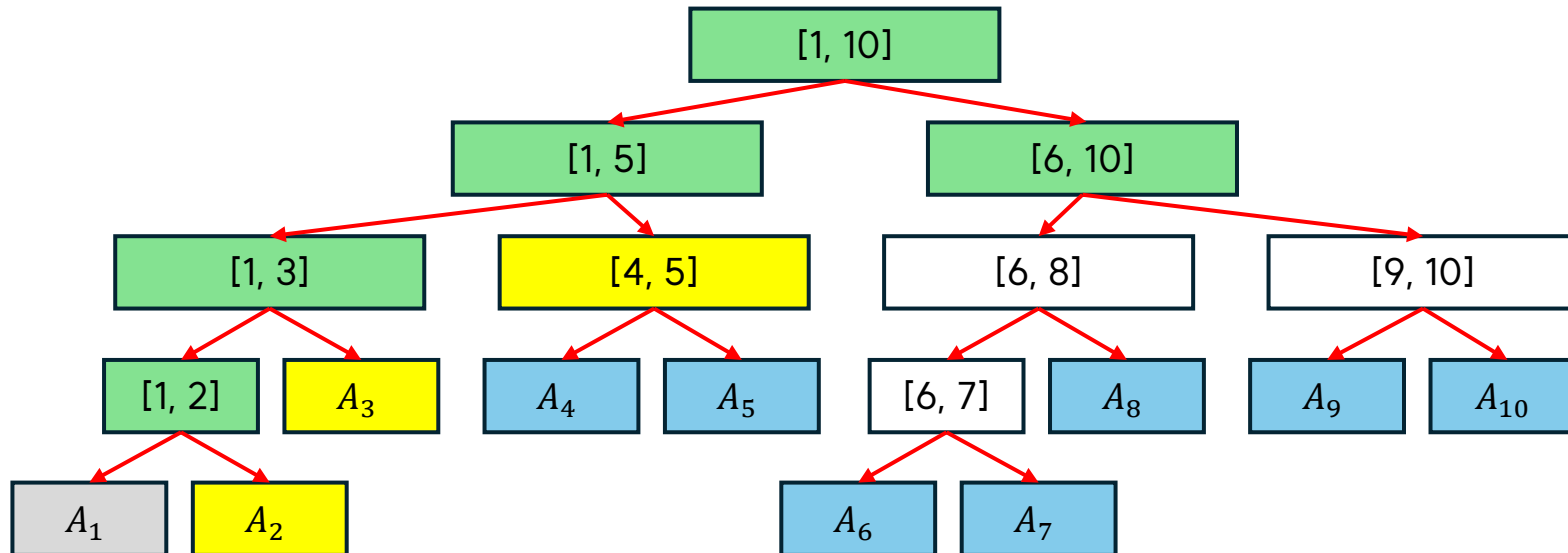 [1, 10]
[1, 5]
[6, 10]
[1, 3]
[4, 5]
[6, 8]
[9, 10]
[1, 2]
A₃
A₄
A₅
[6, 7]
A₈
A₉
A₁₀
A₁
A₂
A₆
A₇